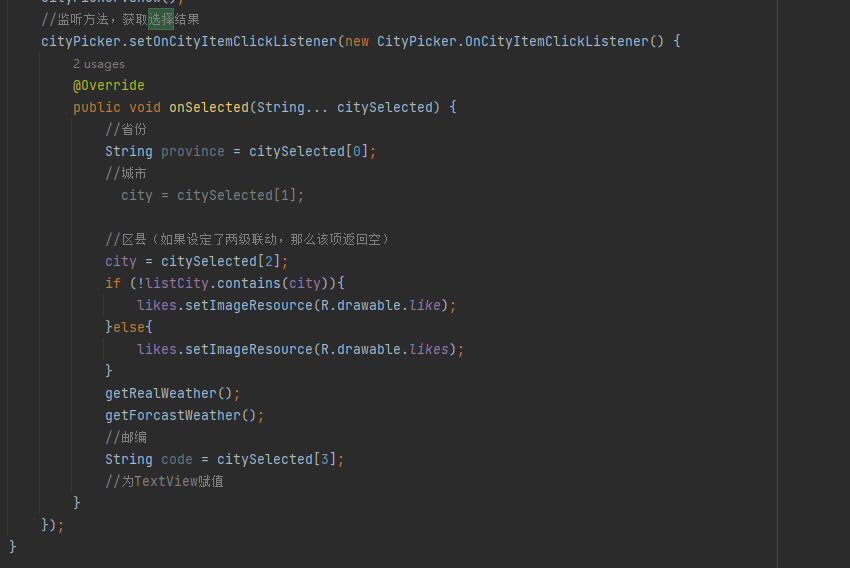 //监听方法，获取选择结果
cityPicker.setOnCityItemClickListener(new CityPicker.OnCityItemClickListener() {
2 usages
@Override
public void onSelected(String... citySelected) {
//省份
String province = citySelected[0];
//城市
city = citySelected[1];
//区县（如果设定了两级联动，那么该项返回空）
city = citySelected[2];
if (!listCity.contains(city)){
likes.setImageResource(R.drawable.like);
}else{
likes.setImageResource(R.drawable.likes);
}
getRealWeather();
getForcastWeather();
//邮编
String code = citySelected[3];
//为TextView赋值
}
});
}